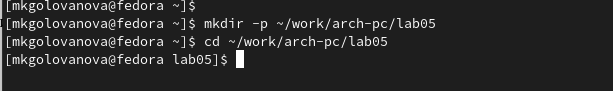 [mkgolovanova@fedora ~]$
[mkgolovanova@fedora ~]$ mkdir -p ~/work/arch-pc/lab05
[mkgolovanova@fedora ~]$ cd ~/work/arch-pc/lab05
[mkgolovanova@fedora lab05]$